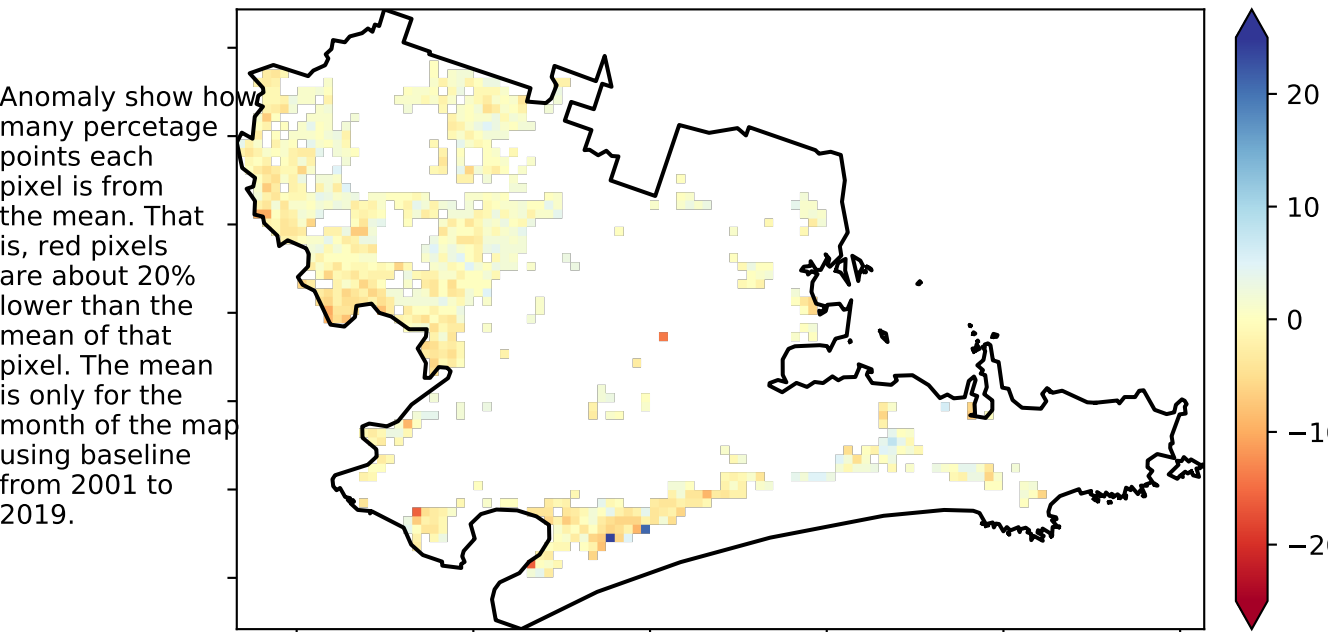 Anomaly show how
many percetage
points each
pixel is from
the mean. That
is, red pixels
are about 20%
lower than the
mean of that
pixel. The mean
is only for the
month of the map
using baseline
from 2001 to
2019.
20
10
0
−10
−20